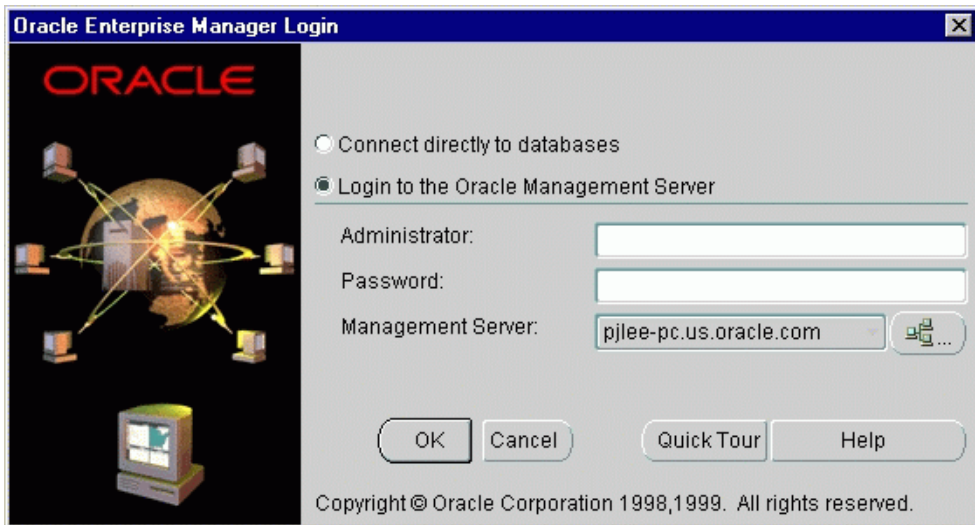 Oracle Enterprise Manager Login
ORACLE
Connect directly to databases
Login to the Oracle Management Server
Administrator:
Password:
Management Server: pjlee-pc.us.oracle.com ...
OK Cancel Quick Tour Help
Copyright © Oracle Corporation 1998,1999. All rights reserved.